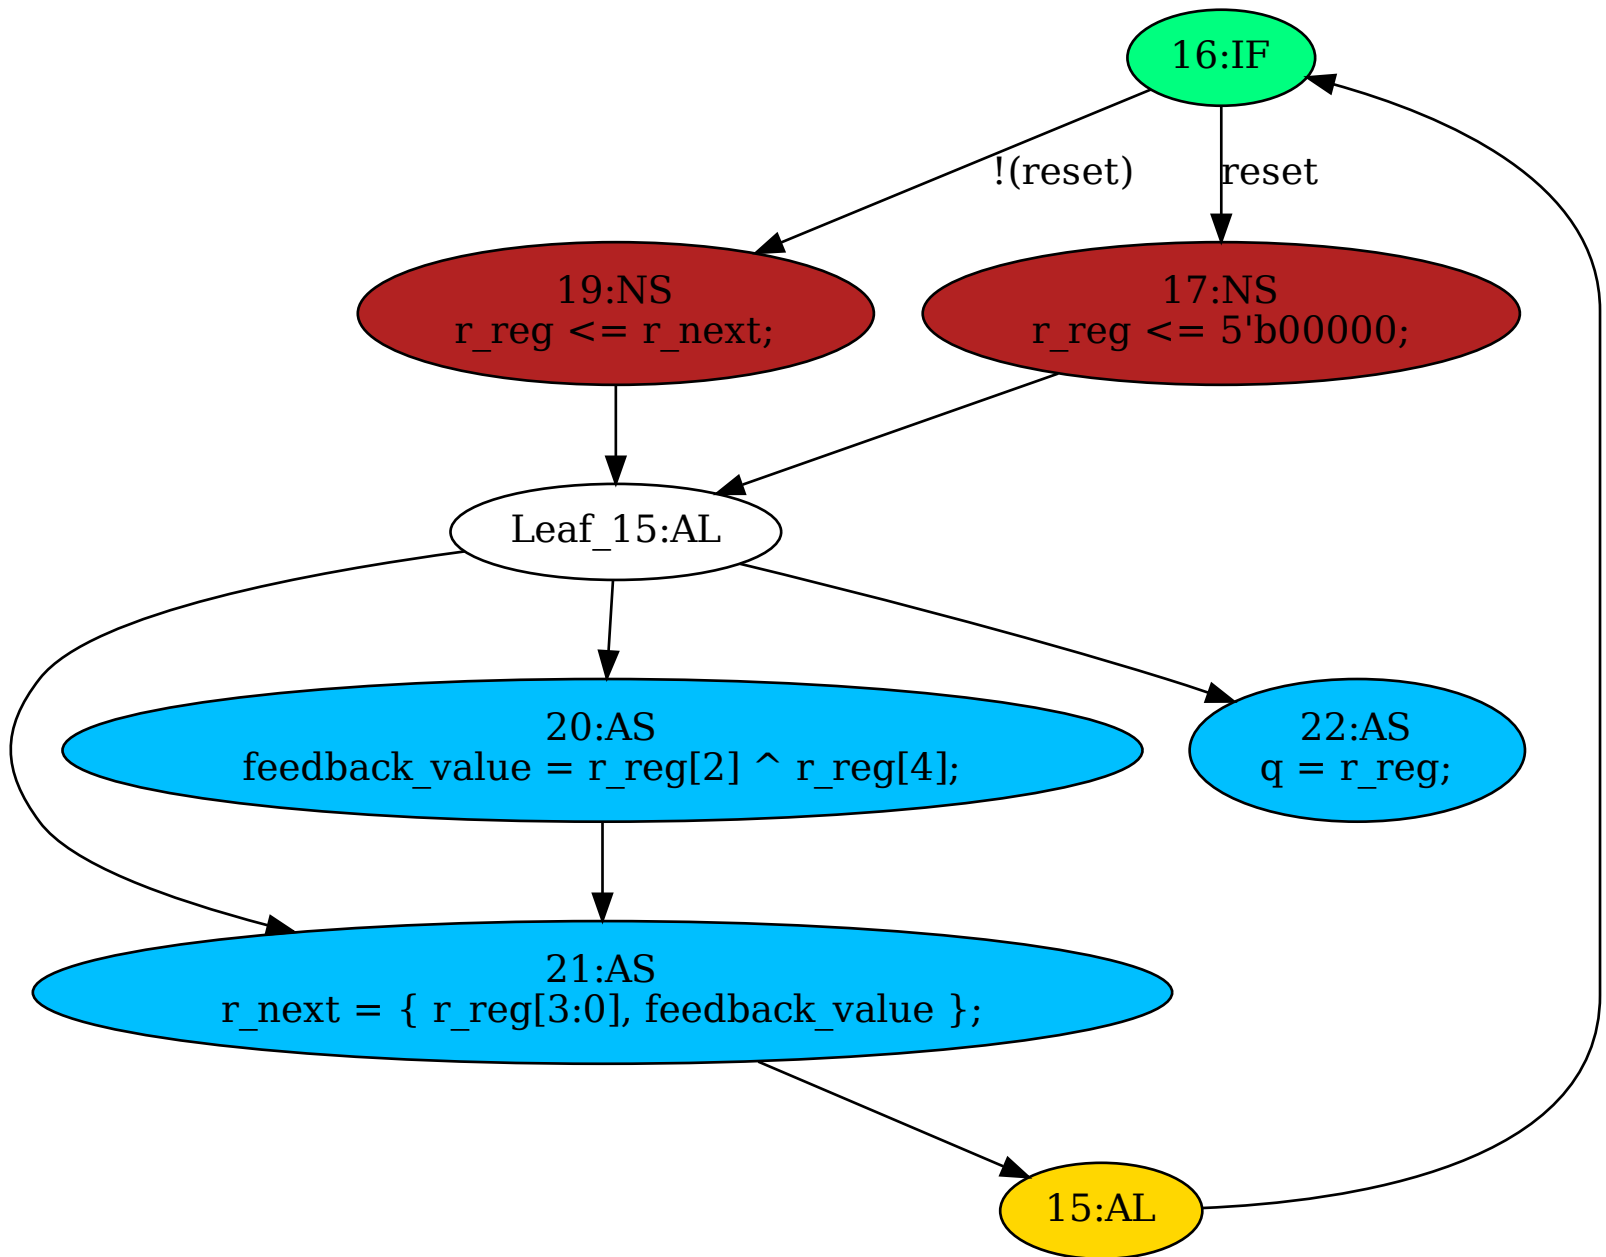 16:IF
!(reset)
reset
19:NS
r_reg <= r_next;
17:NS
r_reg <= 5'b00000;
Leaf_15:AL
20:AS
feedback_value = r_reg[2] ^ r_reg[4];
22:AS
q = r_reg;
21:AS
r_next = { r_reg[3:0], feedback_value };
15:AL